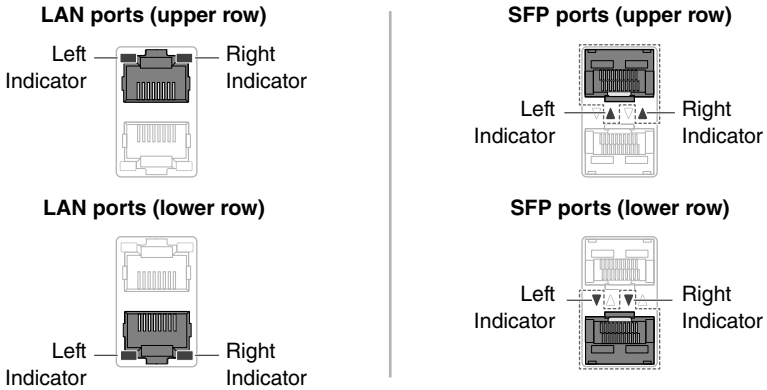 LAN ports (upper row)
Left
Indicator
Right
Indicator
SFP ports (upper row)
Left
Indicator
Right
Indicator
LAN ports (lower row)
Left
Indicator
Right
Indicator
SFP ports (lower row)
Left
Indicator
Right
Indicator